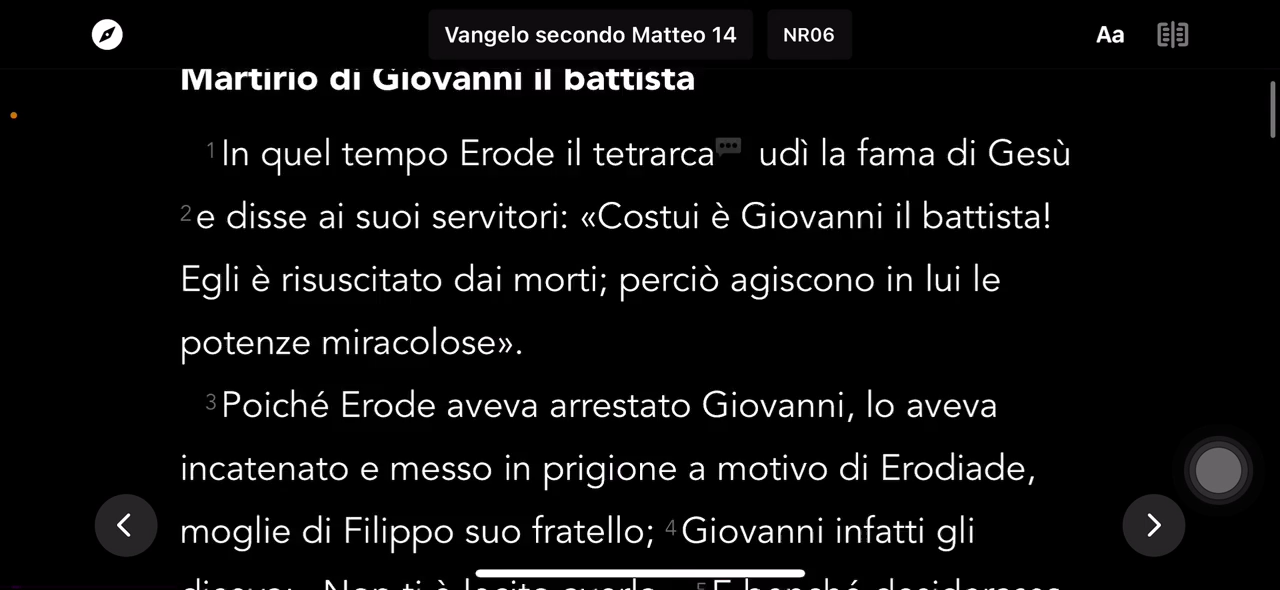 Vangelo secondo Matteo 14 NR06 Aa
Martirio di Giovanni il battista
1 In quel tempo Erode il tetrarca udì la fama di Gesù
2 e disse ai suoi servitori: «Costui è Giovanni il battista!
Egli è risuscitato dai morti; perciò agiscono in lui le
potenze miracolose».
3 Poiché Erode aveva arrestato Giovanni, lo aveva
incatenato e messo in prigione a motivo di Erodiade,
moglie di Filippo suo fratello; 4 Giovanni infatti gli